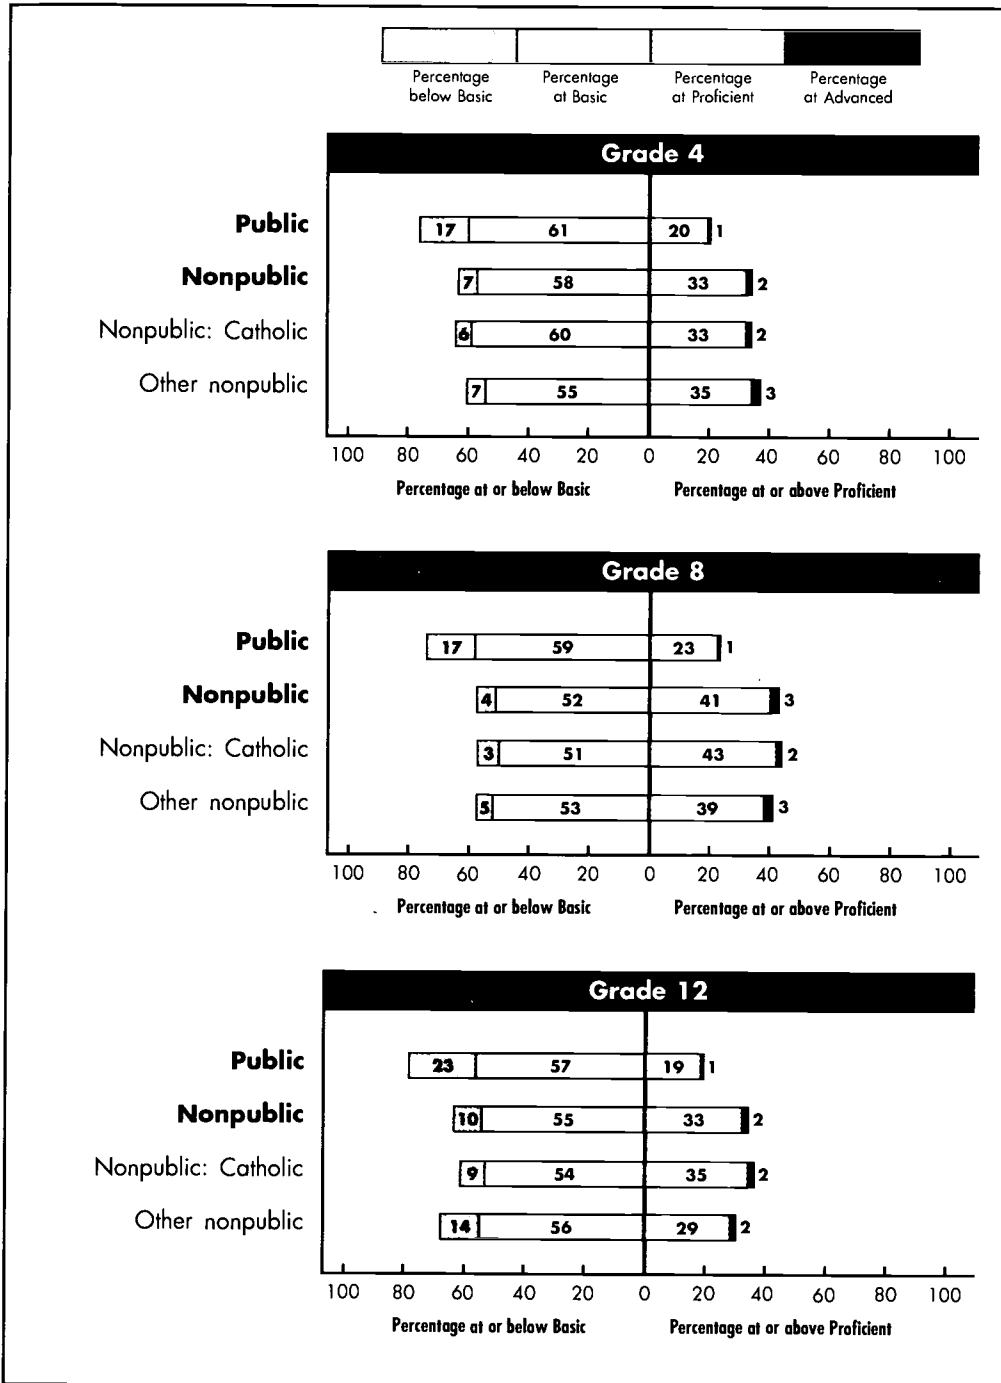 Percentage below Basic
Percentage at Basic
Percentage at Proficient
Percentage at Advanced
Grade 4
Public 17 61 20 1
Nonpublic 7 58 33 2
Nonpublic: Catholic 6 60 33 2
Other nonpublic 7 55 35 3
100 80 60 40 20 0 20 40 60 80 100
Percentage at or below Basic Percentage at or above Proficient
Grade 8
Public 17 59 23 1
Nonpublic 4 52 41 3
Nonpublic: Catholic 3 51 43 2
Other nonpublic 5 53 39 3
100 80 60 40 20 0 20 40 60 80 100
Percentage at or below Basic Percentage at or above Proficient
Grade 12
Public 23 57 19 1
Nonpublic 10 55 33 2
Nonpublic: Catholic 9 54 35 2
Other nonpublic 14 56 29 2
100 80 60 40 20 0 20 40 60 80 100
Percentage at or below Basic Percentage at or above Proficient